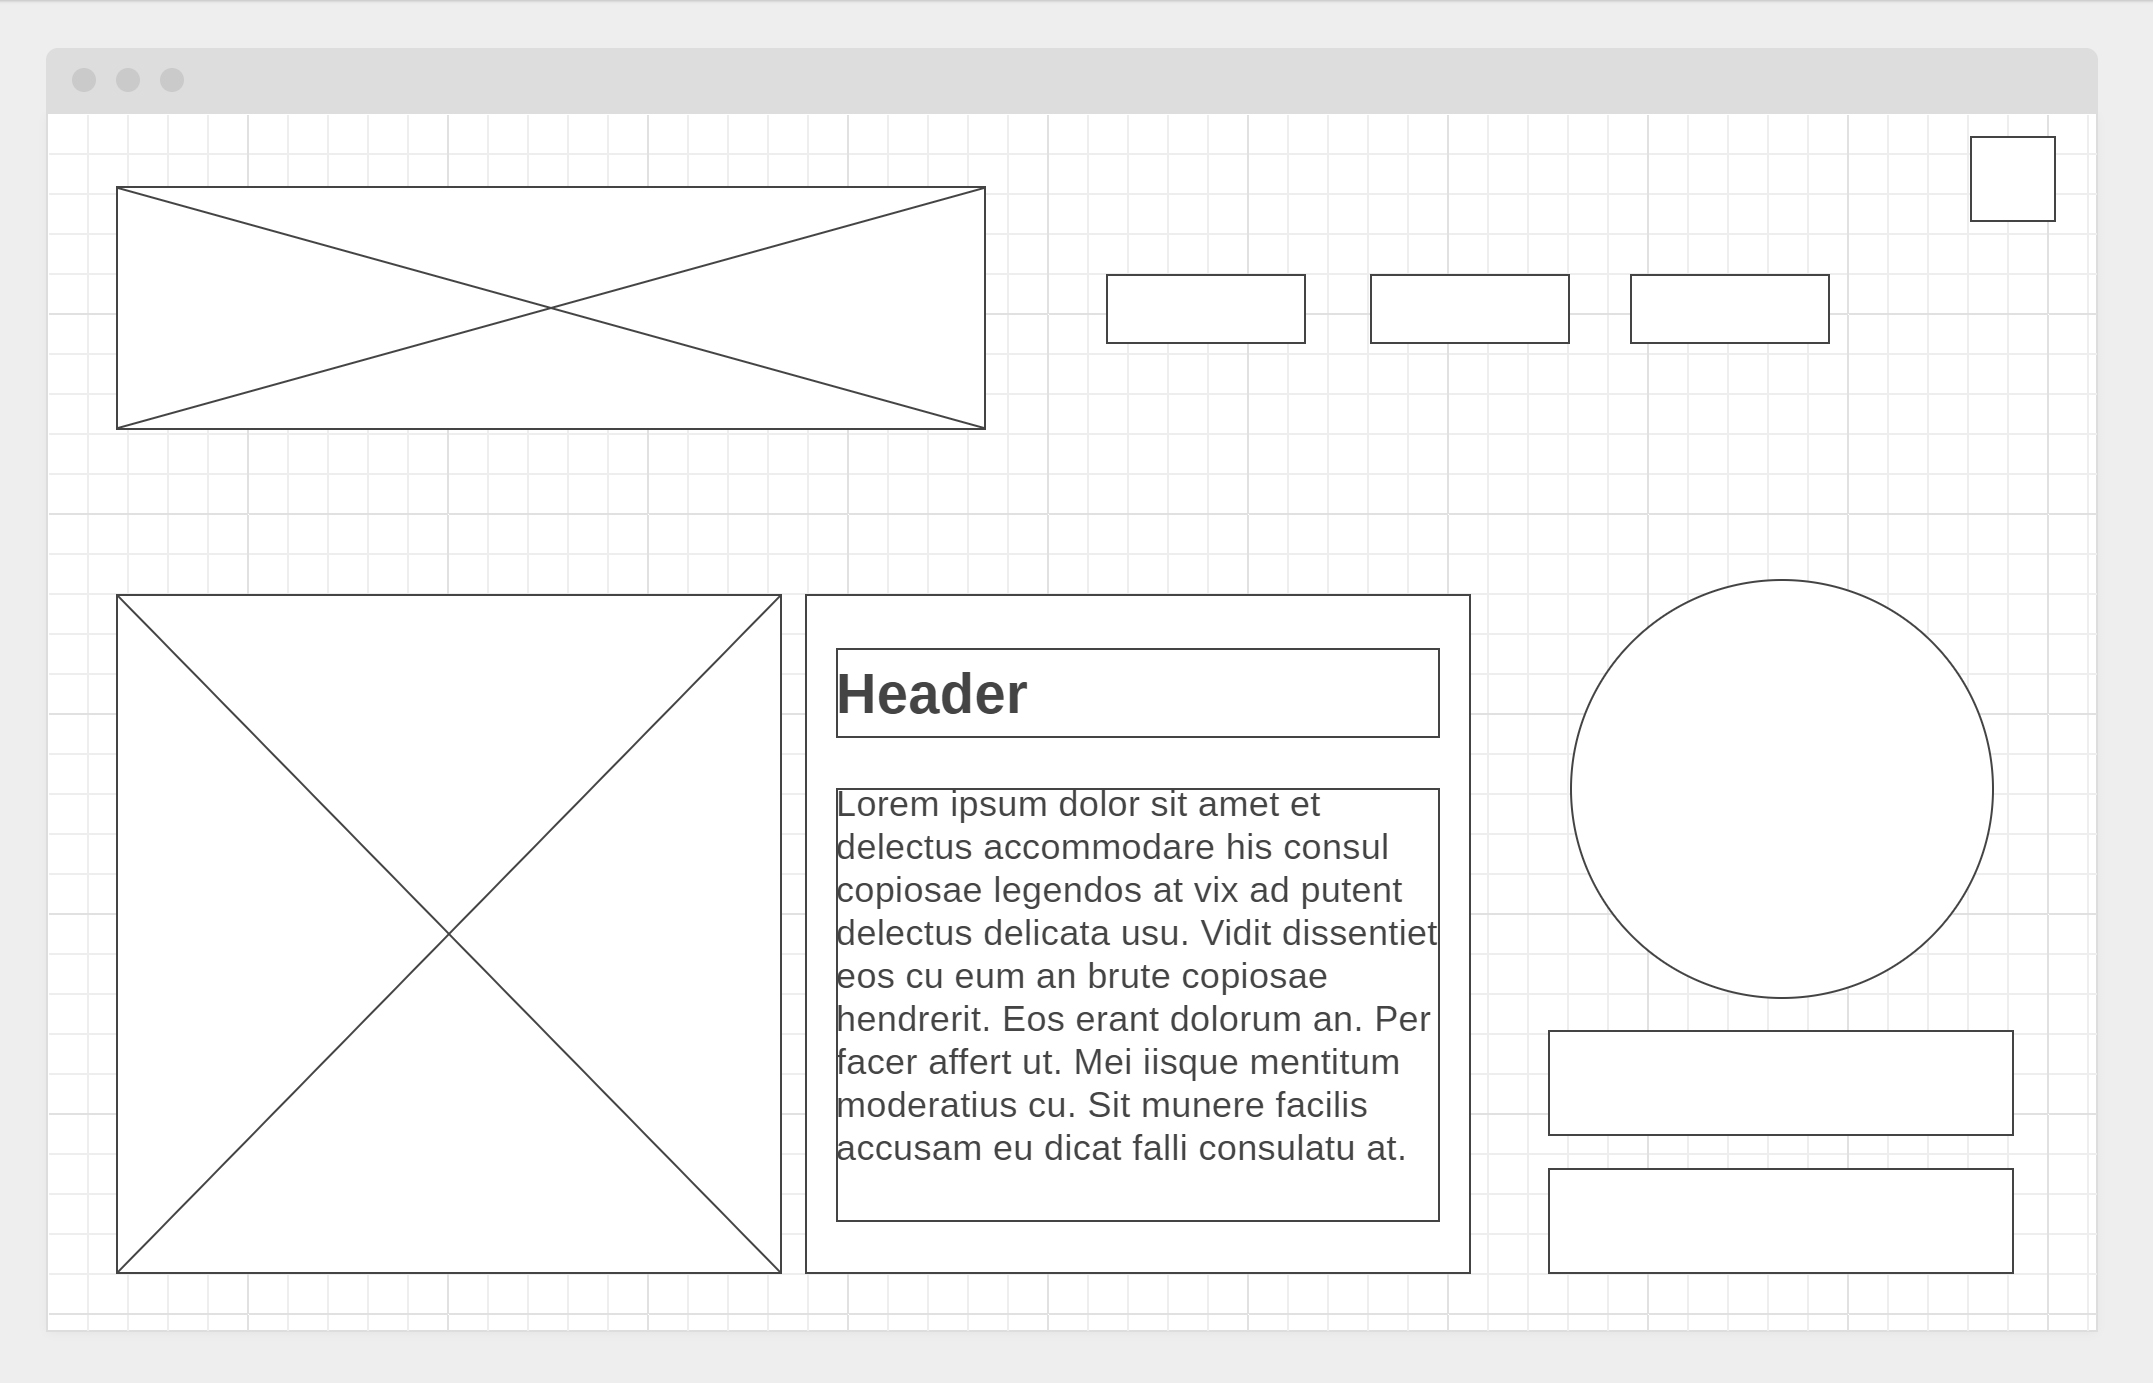 Header
Lorem ipsum dolor sit amet et
delectus accommodare his consul
copiosae legendos at vix ad putent
delectus delicata usu. Vidit dissentiet
eos cu eum an brute copiosae
hendrerit. Eos erant dolorum an. Per
facer affert ut. Mei iisque mentitum
moderatius cu. Sit munere facilis
accusam eu dicat falli consulatu at.